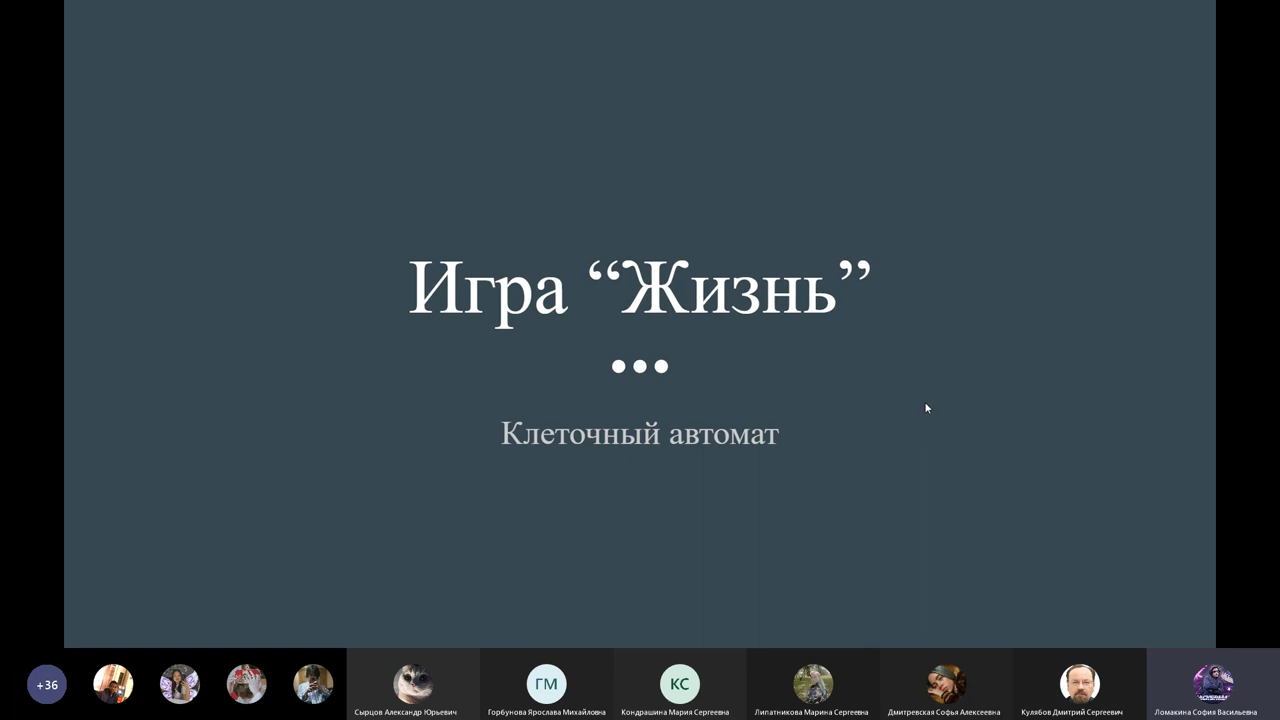 Игра “Жизнь”
Клеточный автомат
+36
Сырцов Александр Юрьевич
ГМ
Горбунова Ярослава Михайловна
КС
Кондрашина Мария Сергеевна
Липатникова Марина Сергеевна
Дмитревская Софья Алексеевна
Кулябов Дмитрий Сергеевич
Ломакина София Васильевна